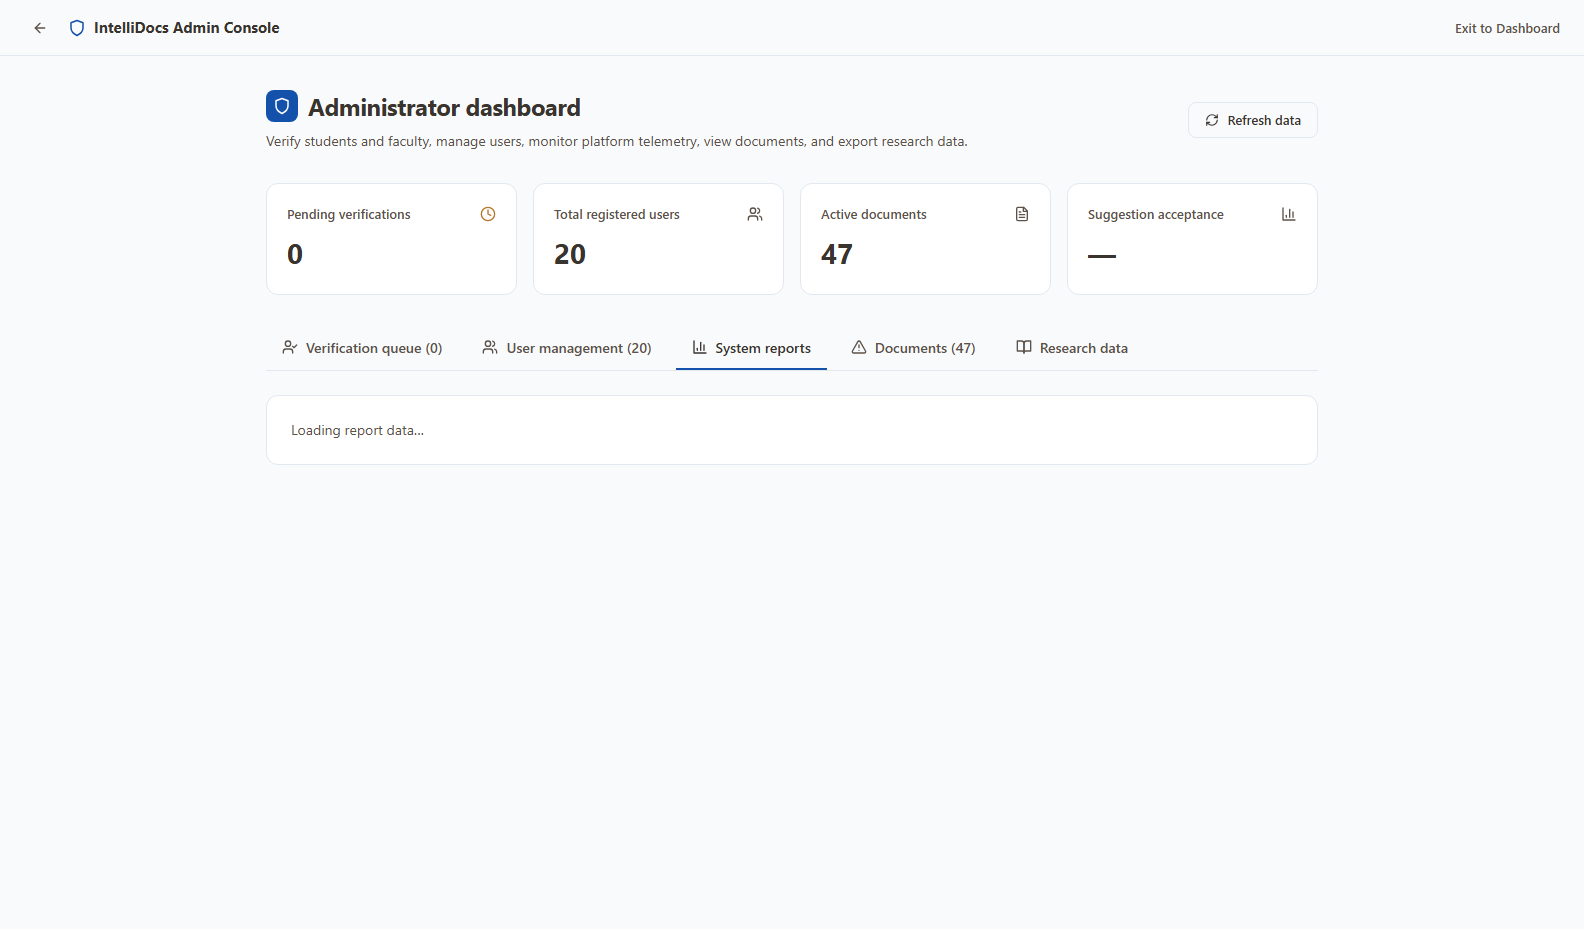 IntelliDocs Admin Console
Exit to Dashboard
Administrator dashboard
Refresh data
Verify students and faculty, manage users, monitor platform telemetry, view documents, and export research data.
Pending verifications
0
Total registered users
20
Active documents
47
Suggestion acceptance
—
Verification queue (0)
User management (20)
System reports
Documents (47)
Research data
Loading report data...